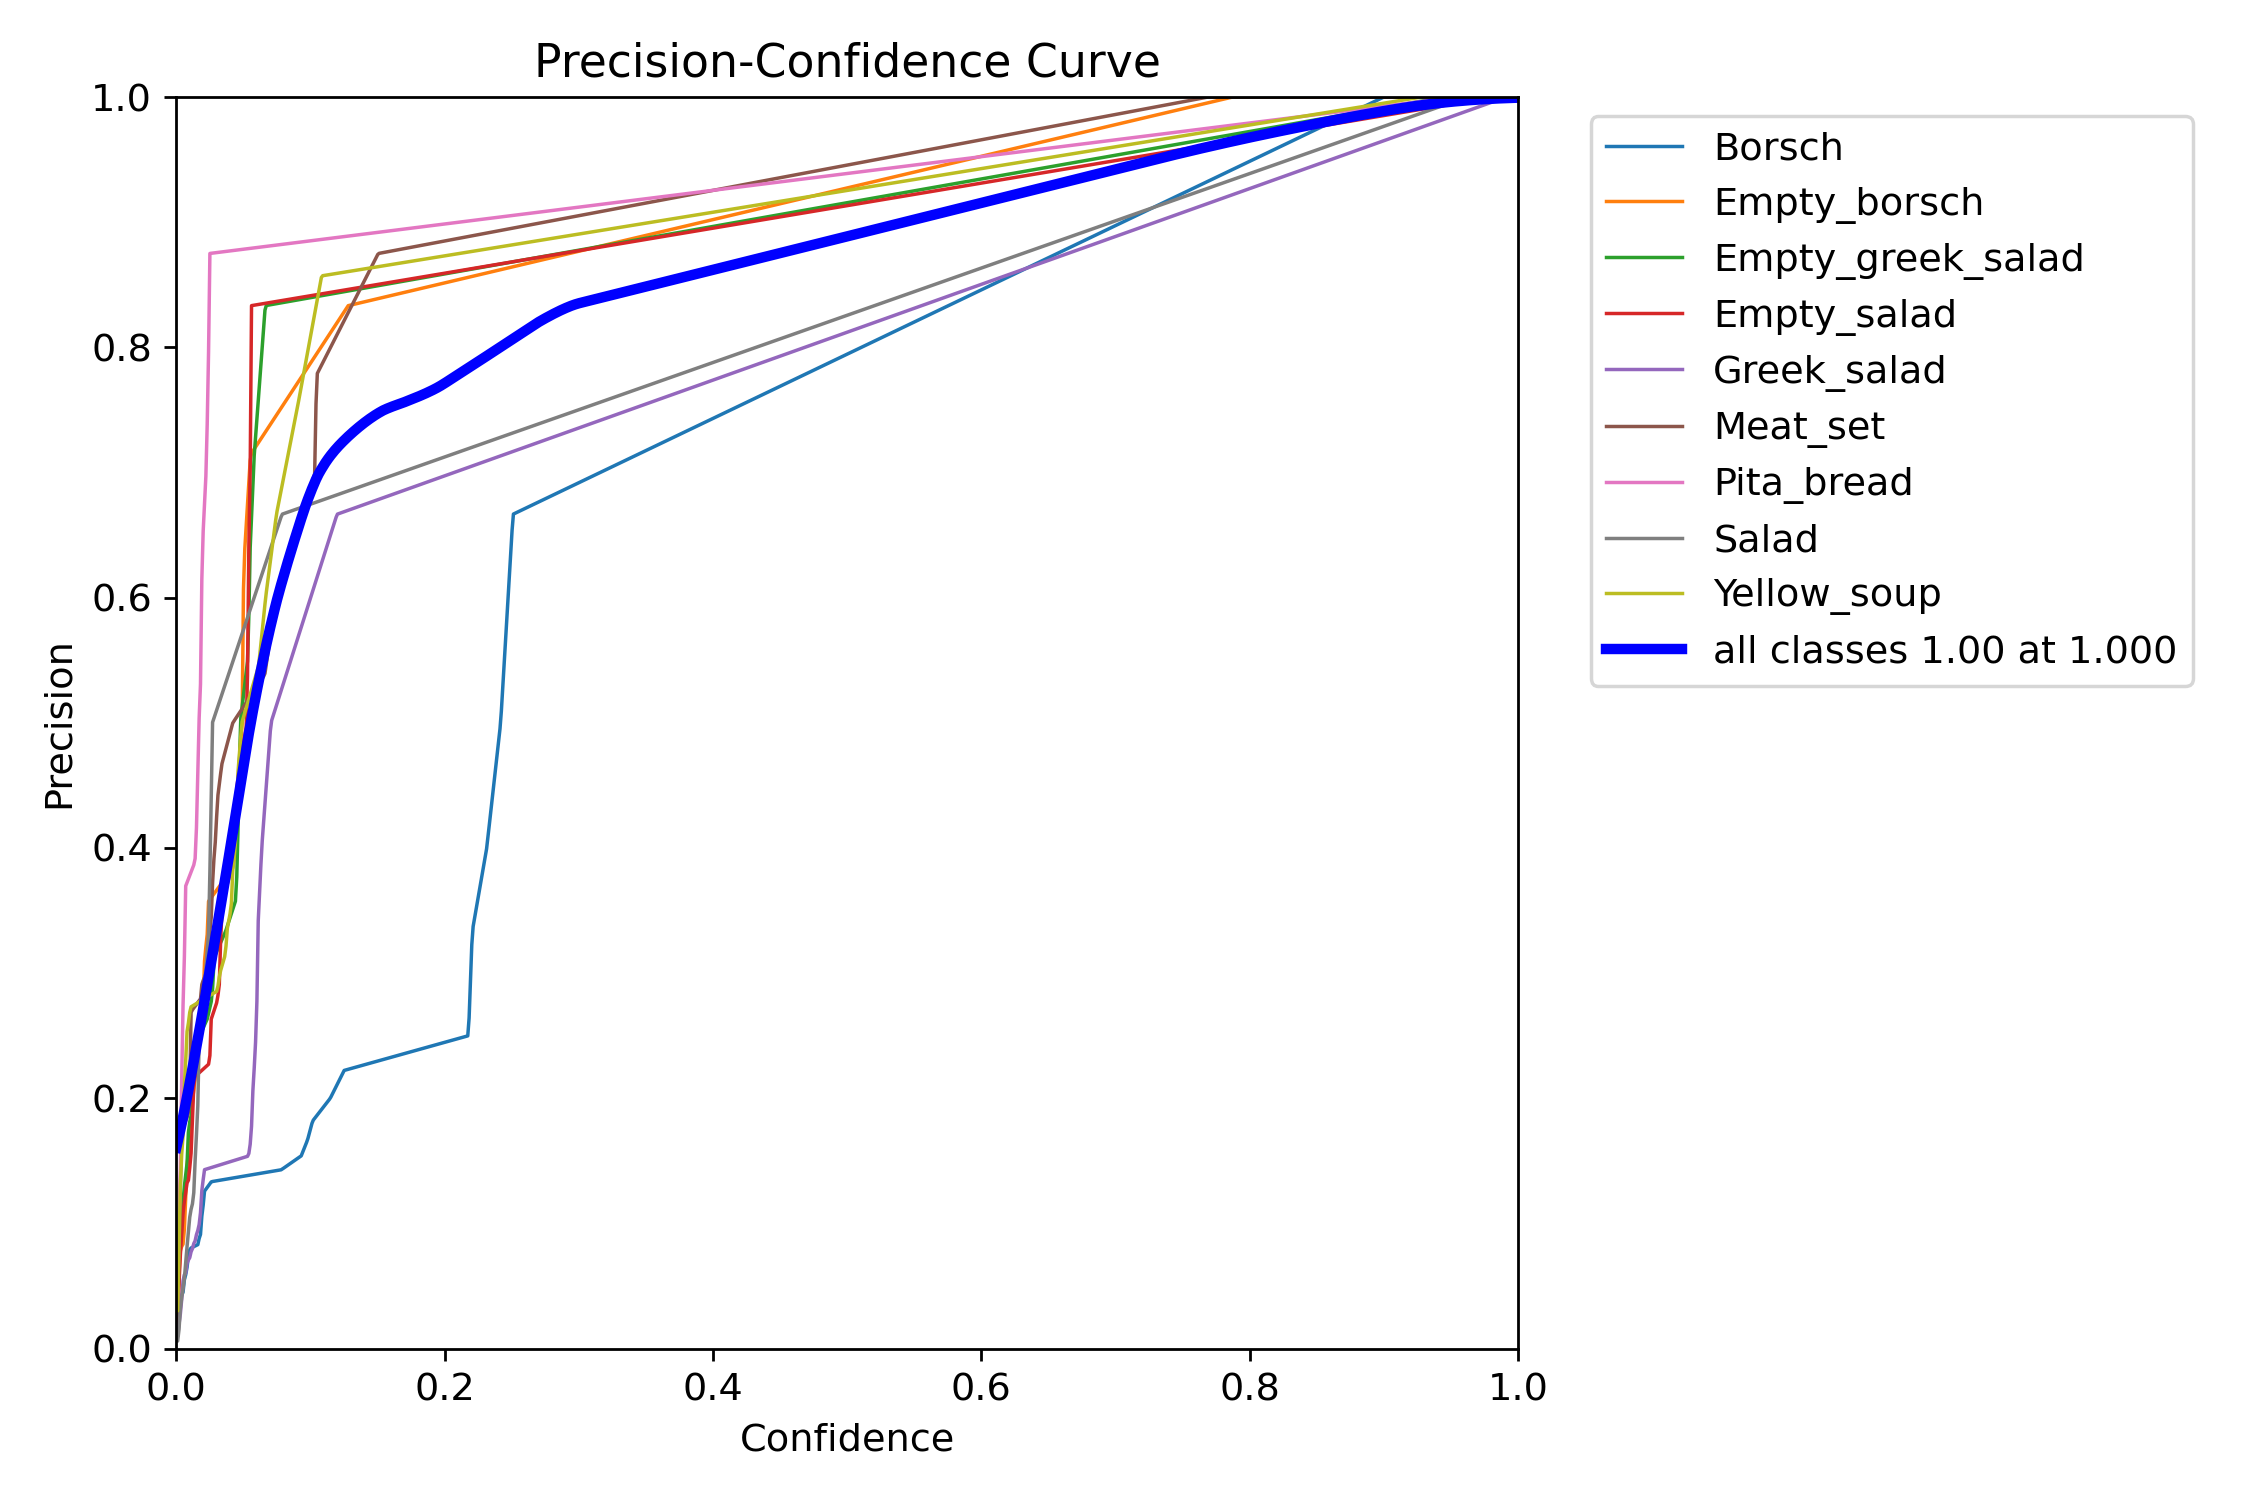 Precision-Confidence Curve
1.0
0.8
0.6
0.4
0.2
0.0
Precision
0.0 0.2 0.4 0.6 0.8 1.0
Confidence
Borsch
Empty_borsch
Empty_greek_salad
Empty_salad
Greek_salad
Meat_set
Pita_bread
Salad
Yellow_soup
all classes 1.00 at 1.000